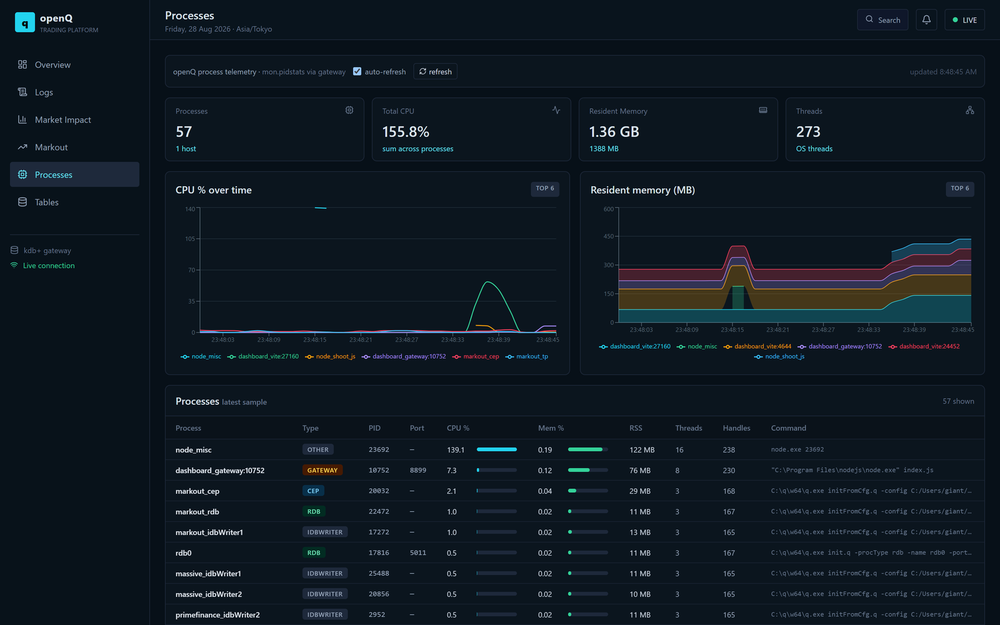 q
openQ
TRADING PLATFORM
Overview
Logs
Market Impact
Markout
Processes
Tables
kdb+ gateway
Live connection
Processes
Friday, 28 Aug 2026 · Asia/Tokyo
Search
LIVE
openQ process telemetry · mon.pidstats via gateway auto-refresh refresh
updated 8:48:45 AM
Processes
57
1 host
Total CPU
155.8%
sum across processes
Resident Memory
1.36 GB
1388 MB
Threads
273
OS threads
CPU % over time
TOP 6
140
105
70
35
0
23:48:03 23:48:09 23:48:15 23:48:21 23:48:27 23:48:33 23:48:39 23:48:45
node_misc dashboard_vite:27160 node_shoot_js dashboard_gateway:10752 markout_cep markout_tp
Resident memory (MB)
TOP 6
600
450
300
150
0
23:48:03 23:48:09 23:48:15 23:48:21 23:48:27 23:48:33 23:48:39 23:48:45
dashboard_vite:27160 node_misc dashboard_vite:4644 dashboard_gateway:10752 dashboard_vite:24452
node_shoot_js
Processes latest sample
57 shown
Process Type PID Port CPU % Mem % RSS Threads Handles Command
node_misc OTHER 23692 — 139.1 0.19 122 MB 16 238 node.exe 23692
dashboard_gateway:10752 GATEWAY 10752 8899 7.3 0.12 76 MB 8 230 "C:\Program Files\nodejs\node.exe" index.js
markout_cep CEP 20032 — 2.1 0.04 29 MB 3 168 C:\q\w64\q.exe initFromCfg.q -config C:/Users/giant/…
markout_rdb RDB 22472 — 1.0 0.02 11 MB 3 167 C:\q\w64\q.exe initFromCfg.q -config C:/Users/giant/…
markout_idbWriter1 IDBWRITER 17272 — 1.0 0.02 13 MB 3 165 C:\q\w64\q.exe initFromCfg.q -config C:/Users/giant/…
rdb0 RDB 17816 5011 0.5 0.02 11 MB 3 167 C:\q\w64\q.exe init.q -procType rdb -name rdb0 -port…
massive_idbWriter1 IDBWRITER 25488 — 0.5 0.02 11 MB 3 165 C:\q\w64\q.exe initFromCfg.q -config C:/Users/giant/…
massive_idbWriter2 IDBWRITER 20856 — 0.5 0.02 10 MB 3 165 C:\q\w64\q.exe initFromCfg.q -config C:/Users/giant/…
primefinance_idbWriter2 IDBWRITER 2952 — 0.5 0.02 11 MB 3 165 C:\q\w64\q.exe initFromCfg.q -config C:/Users/giant/…